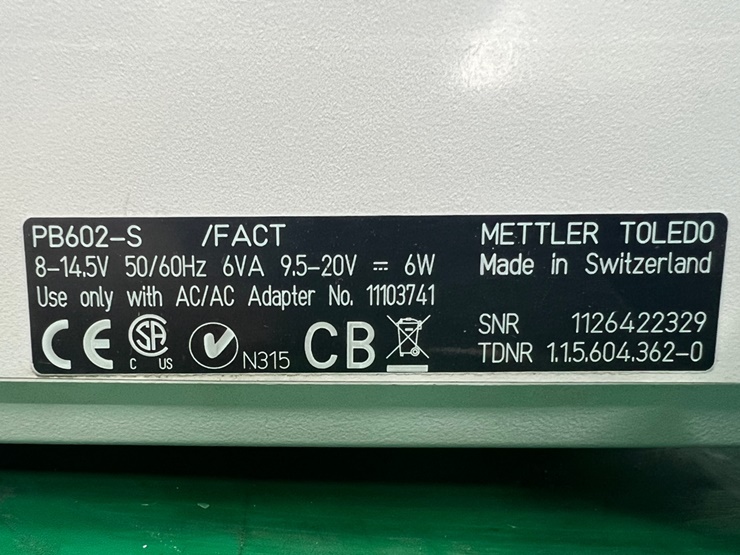 PB602-S /FACT METTLER TOLEDO
8-14.5V 50/60Hz 6VA 9.5-20V ⎓ 6W Made in Switzerland
Use only with AC/AC Adapter No. 11103741
SNR 1126422329
TDNR 1.1.5.604.362-0
CE SA C US N315 CB